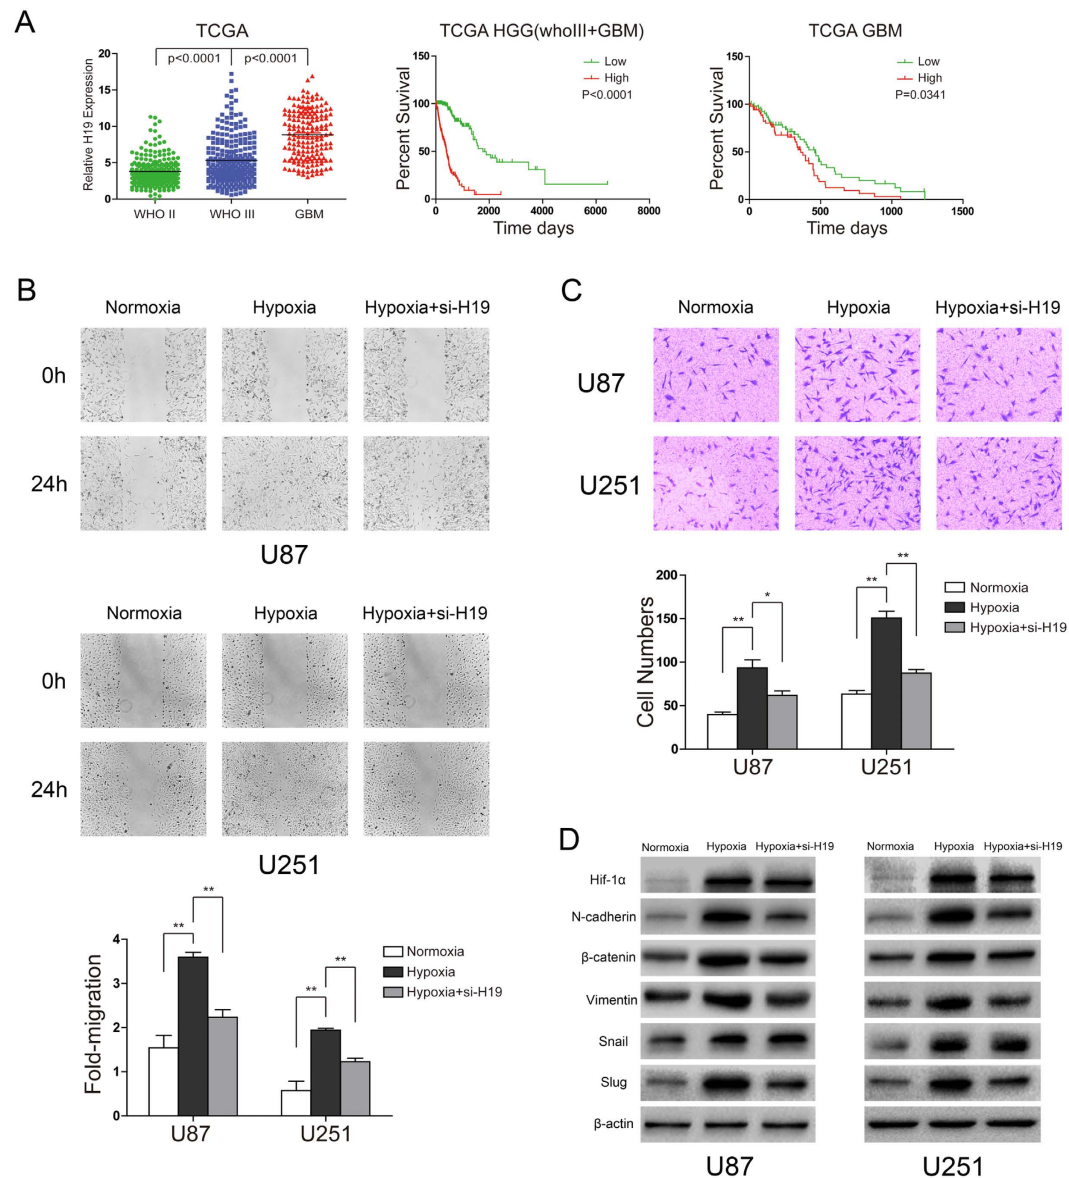 A
TCGA
p<0.0001 p<0.0001
Relative H19 Expression
20
15
10
5
0
WHO II WHO III GBM
TCGA HGG(whoIII+GBM)
Low
High
P<0.0001
Percent Suvival
150
100
50
0
0 2000 4000 6000 8000
Time days
TCGA GBM
Low
High
P=0.0341
Percent Suvival
150
100
50
0
0 500 1000 1500
Time days
B
Normoxia Hypoxia Hypoxia+si-H19
0h
24h
U87
Normoxia Hypoxia Hypoxia+si-H19
0h
24h
U251
Fold-migration
4
3
2
1
0
** ** ** **
Normoxia
Hypoxia
Hypoxia+si-H19
U87 U251
C
Normoxia Hypoxia Hypoxia+si-H19
U87
U251
Cell Numbers
200
150
100
50
0
** * ** **
Normoxia
Hypoxia
Hypoxia+si-H19
U87 U251
D
Normoxia Hypoxia Hypoxia+si-H19 Normoxia Hypoxia Hypoxia+si-H19
Hif-1α
N-cadherin
β-catenin
Vimentin
Snail
Slug
β-actin
U87 U251